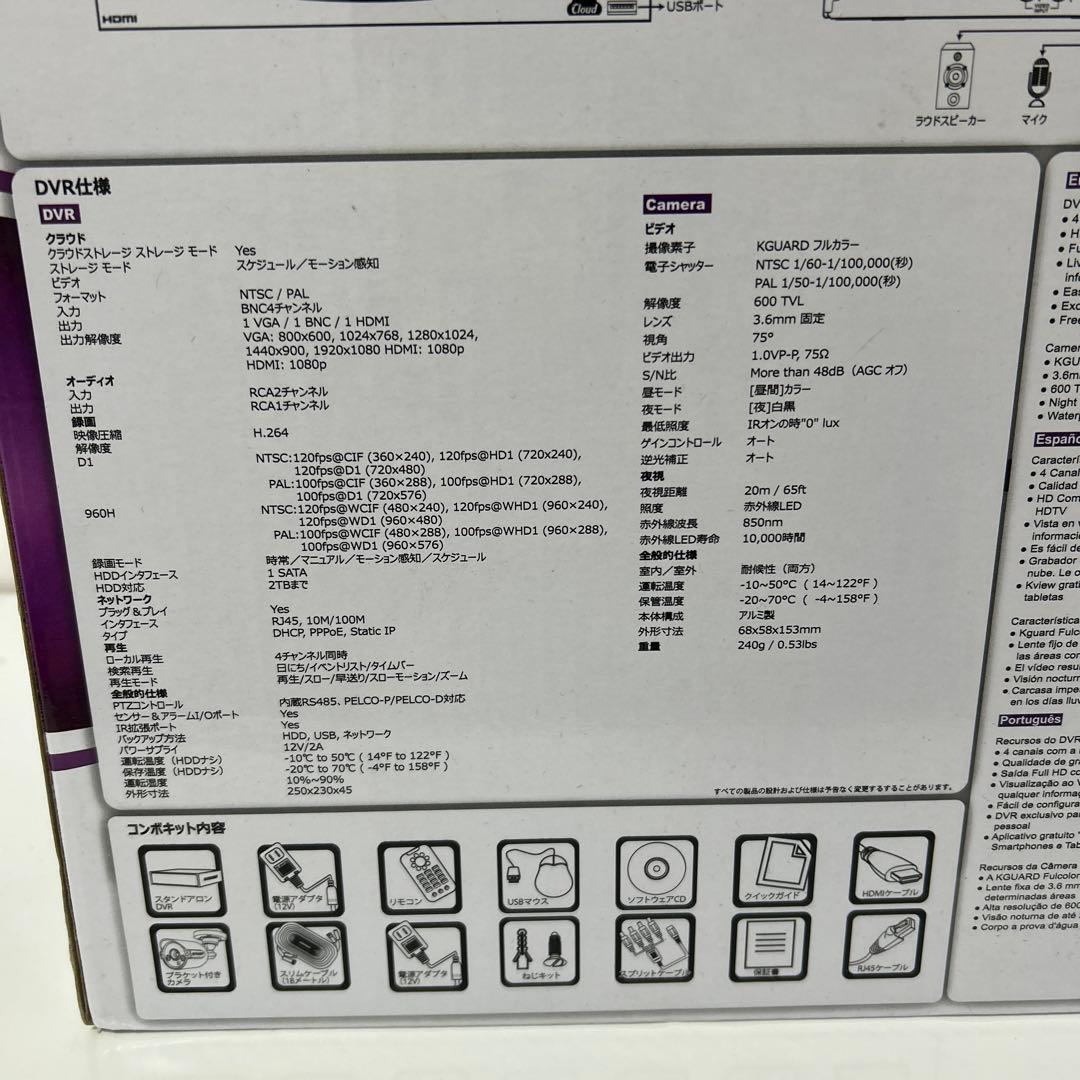 HDMI
Cloud
USBポート
VIDEO
INPUT
ラウドスピーカー
マイク
DVR仕様
DVR
クラウド
クラウドストレージ ストレージ モード Yes
ストレージ モード スケジュール／モーション感知
ビデオ
フォーマット NTSC / PAL
入力 BNC4チャンネル
出力 1 VGA / 1 BNC / 1 HDMI
出力解像度 VGA: 800x600, 1024x768, 1280x1024,
1440x900, 1920x1080 HDMI: 1080p
HDMI: 1080p
オーディオ
入力 RCA2チャンネル
出力 RCA1チャンネル
録画
映像圧縮 H.264
解像度
D1 NTSC:120fps@CIF (360×240), 120fps@HD1 (720x240),
120fps@D1 (720x480)
PAL:100fps@CIF (360×288), 100fps@HD1 (720x288),
100fps@D1 (720x576)
960H NTSC:120fps@WCIF (480×240), 120fps@WHD1 (960×240),
120fps@WD1 (960×480)
PAL:100fps@WCIF (480×288), 100fps@WHD1 (960×288),
100fps@WD1 (960×576)
録画モード 時常／マニュアル／モーション感知／スケジュール
HDDインタフェース 1 SATA
HDD対応 2TBまで
ネットワーク
プラッグ＆プレイ Yes
インタフェース RJ45, 10M/100M
タイプ DHCP, PPPoE, Static IP
再生
ローカル再生 4チャンネル同時
検索再生 日にち/イベントリスト/タイムバー
再生モード 再生/スロー/早送り/スローモーション/ズーム
全般的仕様
PTZコントロール 内蔵RS485、PELCO-P/PELCO-D対応
センサー＆アラームI/Oポート Yes
IR拡張ポート Yes
バックアップ方法 HDD, USB, ネットワーク
パワーサプライ 12V/2A
運転温度（HDDナシ） -10℃ to 50℃ ( 14°F to 122°F )
保存温度（HDDナシ） -20℃ to 70℃ ( -4°F to 158°F )
運転湿度 10%~90%
外形寸法 250x230x45
Camera
ビデオ
撮像素子 KGUARD フルカラー
電子シャッター NTSC 1/60-1/100,000(秒)
PAL 1/50-1/100,000(秒)
解像度 600 TVL
レンズ 3.6mm 固定
視角 75°
ビデオ出力 1.0VP-P, 75Ω
S/N比 More than 48dB（AGC オフ）
昼モード [昼間]カラー
夜モード [夜]白黒
最低照度 IRオンの時"0" lux
ゲインコントロール オート
逆光補正 オート
夜視
夜視距離 20m / 65ft
照度 赤外線LED
赤外線波長 850nm
赤外線LED寿命 10,000時間
全般的仕様
室内／室外 耐候性（両方）
運転温度 -10~50℃ ( 14~122°F )
保管温度 -20~70℃ ( -4~158°F )
本体構成 アルミ製
外形寸法 68x58x153mm
重量 240g / 0.53lbs
すべての製品の設計および仕様は予告なく変更するすることがあります。
コンボキット内容
スタンドアロン
DVR
電源アダプタ
(12V)
リモコン
USBマウス
ソフトウェアCD
クイックガイド
HDMIケーブル
ブラケット付き
カメラ
スリムケーブル
(18メートル)
電源アダプタ
(12V)
ねじキット
スプリットケーブル
保証書
RJ45ケーブル
DV
• 4
• H
• Fu
• Liv
info
• Eas
• Exc
• Free
Camer
• KGU
• 3.6m
• 600 T
• Night
• Water
Españo
Caracterí
• 4 Canal
• Calidad
• HD Com
HDTV
• Vista en v
informació
• Es fácil de
• Grabador
nube. Le o
• Kview grati
tabletas
Característica
• Kguard Fulco
• Lente fijo de
las áreas con
• El vídeo resu
• Visión noctur
• Carcasa impe
en los días lluv
Português
Recursos do DVR
• 4 canais com a
• Qualidade de gra
• Saída Full HD co
• Visualização ao V
qualquer informaç
• Fácil de configura
• DVR exclusivo pa
pessoal
• Aplicativo gratuito
Smartphones e Tab
Recursos da Câmera
• A KGUARD Fulcolor
• Lente fixa de 3.6 mm
determinadas áreas
• Alta resolução de 600
• Visão noturna de até
• Corpo a prova d'água